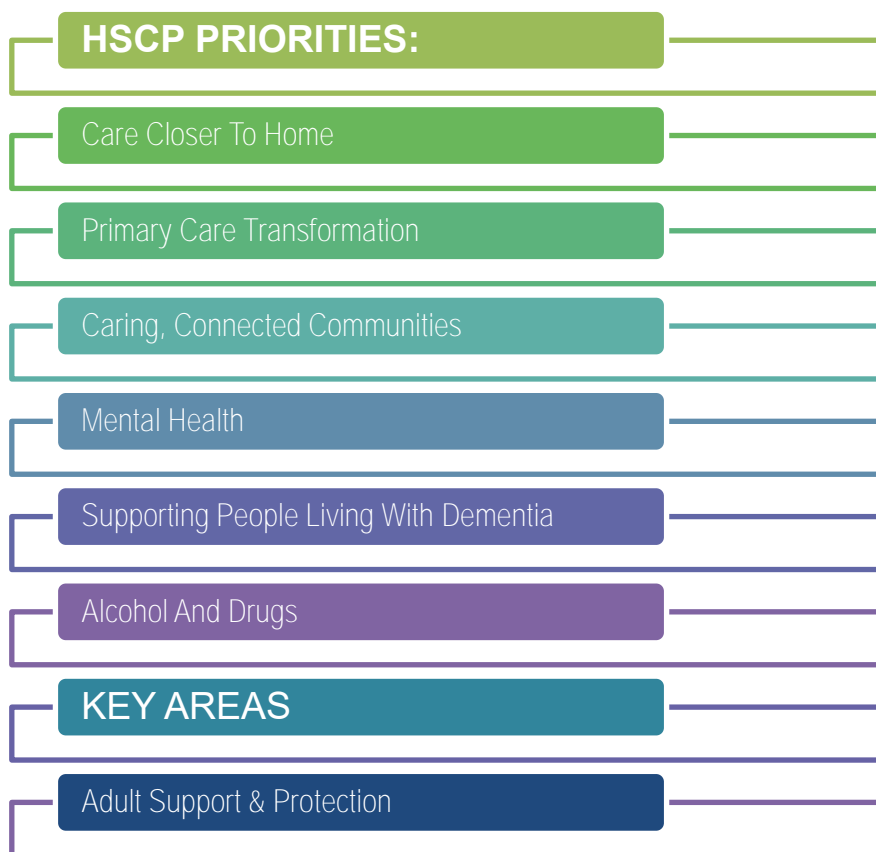 HSCP PRIORITIES:
Care Closer To Home
Primary Care Transformation
Caring, Connected Communities
Mental Health
Supporting People Living With Dementia
Alcohol And Drugs
KEY AREAS
Adult Support & Protection